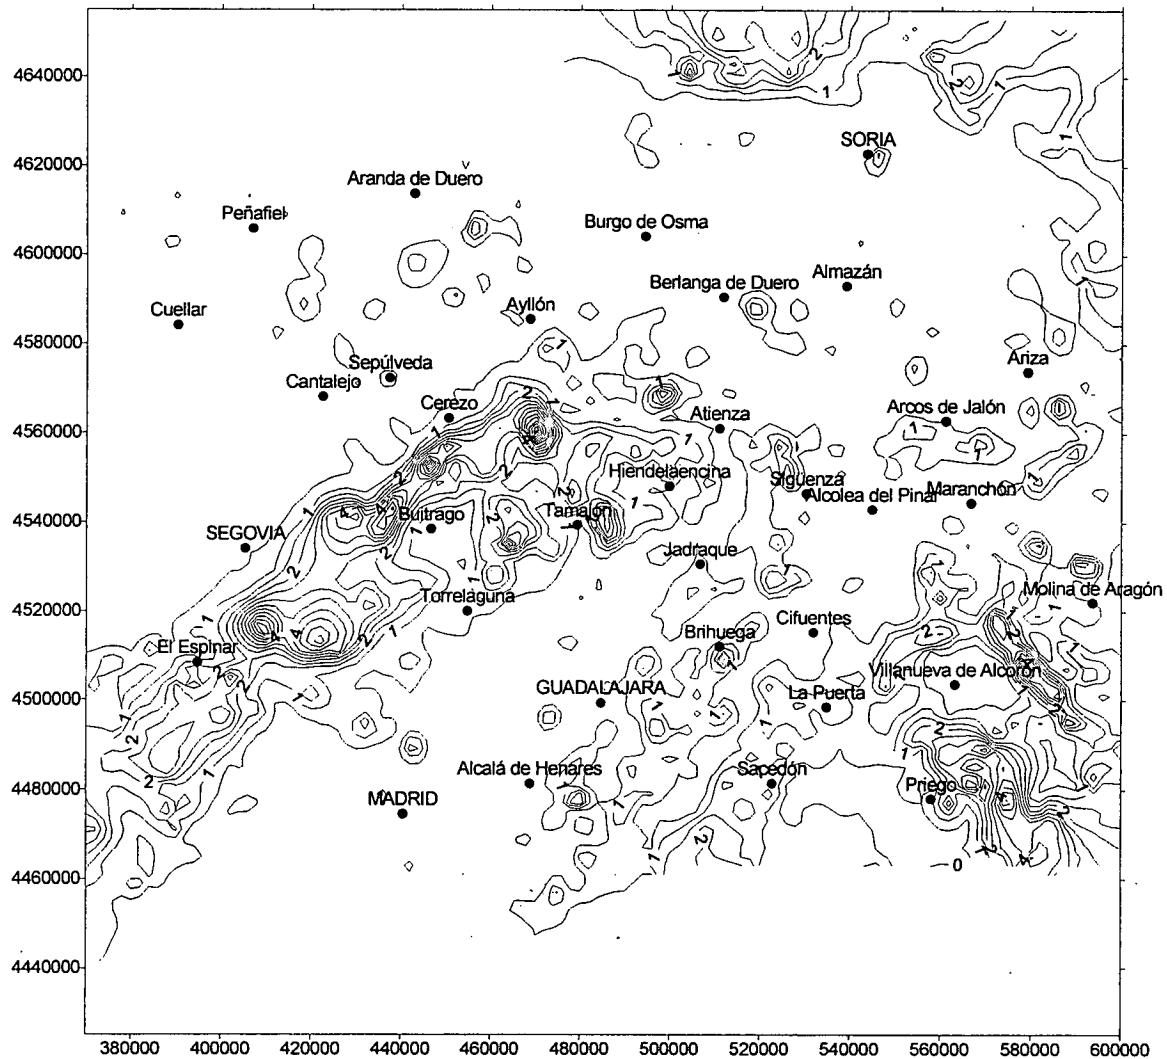 4640000
4620000
4600000
4580000
4560000
4540000
4520000
4500000
4480000
4460000
4440000
SORIA
Aranda de Duero
Peñafiel
Burgo de Osma
Berlanga de Duero
Almazán
Cuellar
Ayllón
Sepúlveda
Cantalejo
Ariza
Cerezo
Atienza
Arcos de Jalón
Hiendelaencina
Sigüenza
Alcolea del Pinar
Maranchón
Buitrago
Tamajón
SEGOVIA
Jadraque
Torrelaguna
Molina de Aragón
Cifuentes
Brihuega
El Espinar
Villanueva de Alcorón
GUADALAJARA
La Puerta
Alcalá de Henares
Sacedón
Priego
MADRID
0
380000 400000 420000 440000 460000 480000 500000 520000 540000 560000 580000 600000